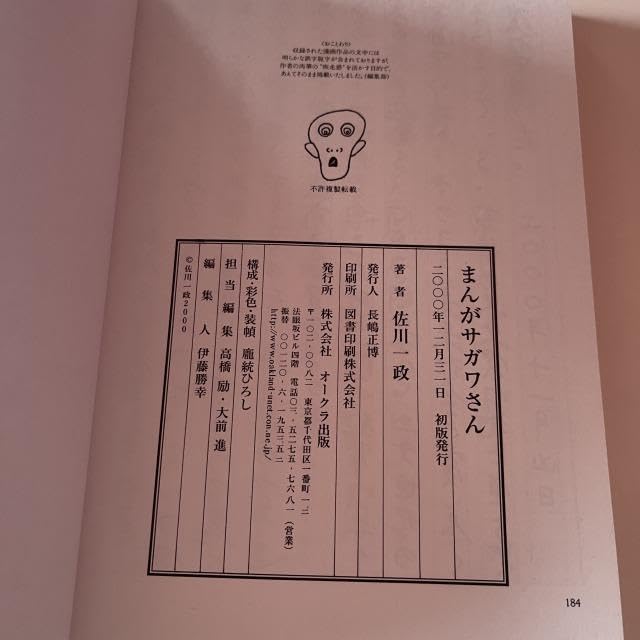 〈おことわり〉
収録された漫画作品の文中には
明らかな誤字脱字が含まれておりますが、
作者の肉筆の“疾走感”を活かす目的で、
あえてそのまま掲載いたしました。(編集部)
不許複製転載
まんがサガワさん
二〇〇〇年一二月三一日 初版発行
著者 佐川一政
発行人 長嶋正博
印刷所 図書印刷株式会社
発行所 株式会社 オークラ出版
〒一〇二-〇〇八二 東京都千代田区一番町一三
法眼坂ビル四階 電話〇三・五二七五・七六八一(営業)
振替 〇〇一二〇・六・一九五三五二
http://www.oakland-unet.con.ne.jp/
構成・彩色・装幀 龐統ひろし
担当編集 高橋励・大前進
編集人 伊藤勝幸
©佐川一政2000
184